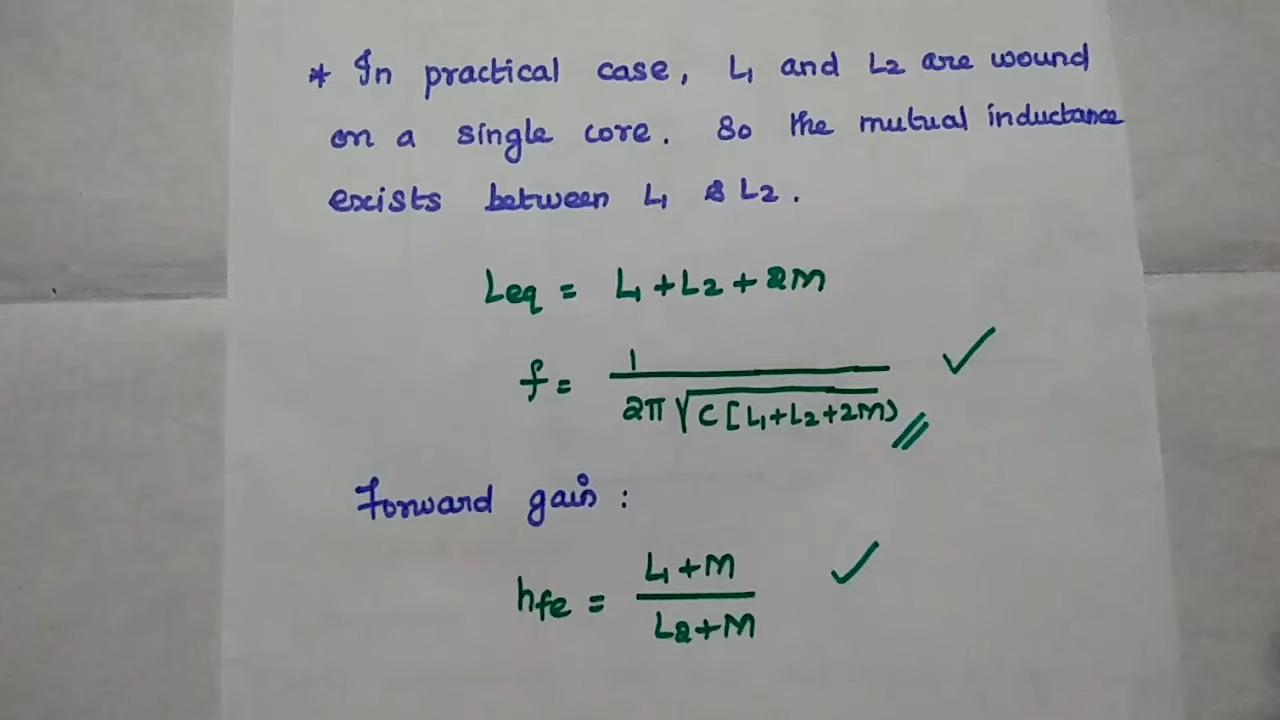 * In practical case, L1 and L2 are wound
on a single core. So the mutual inductance
exists between L1 & L2.
Leq = L1+L2+2M
f = 1 / 2π√C[L1+L2+2M)
Forward gain:
hfe = L1+M / L2+M